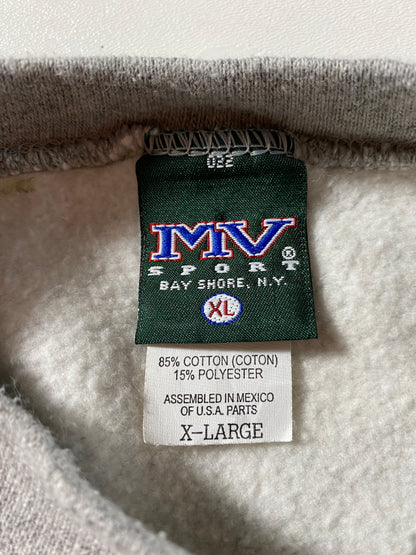 MV
SPORT®
BAY SHORE, N.Y.
XL
85% COTTON (COTON)
15% POLYESTER
ASSEMBLED IN MEXICO
OF U.S.A. PARTS
X-LARGE